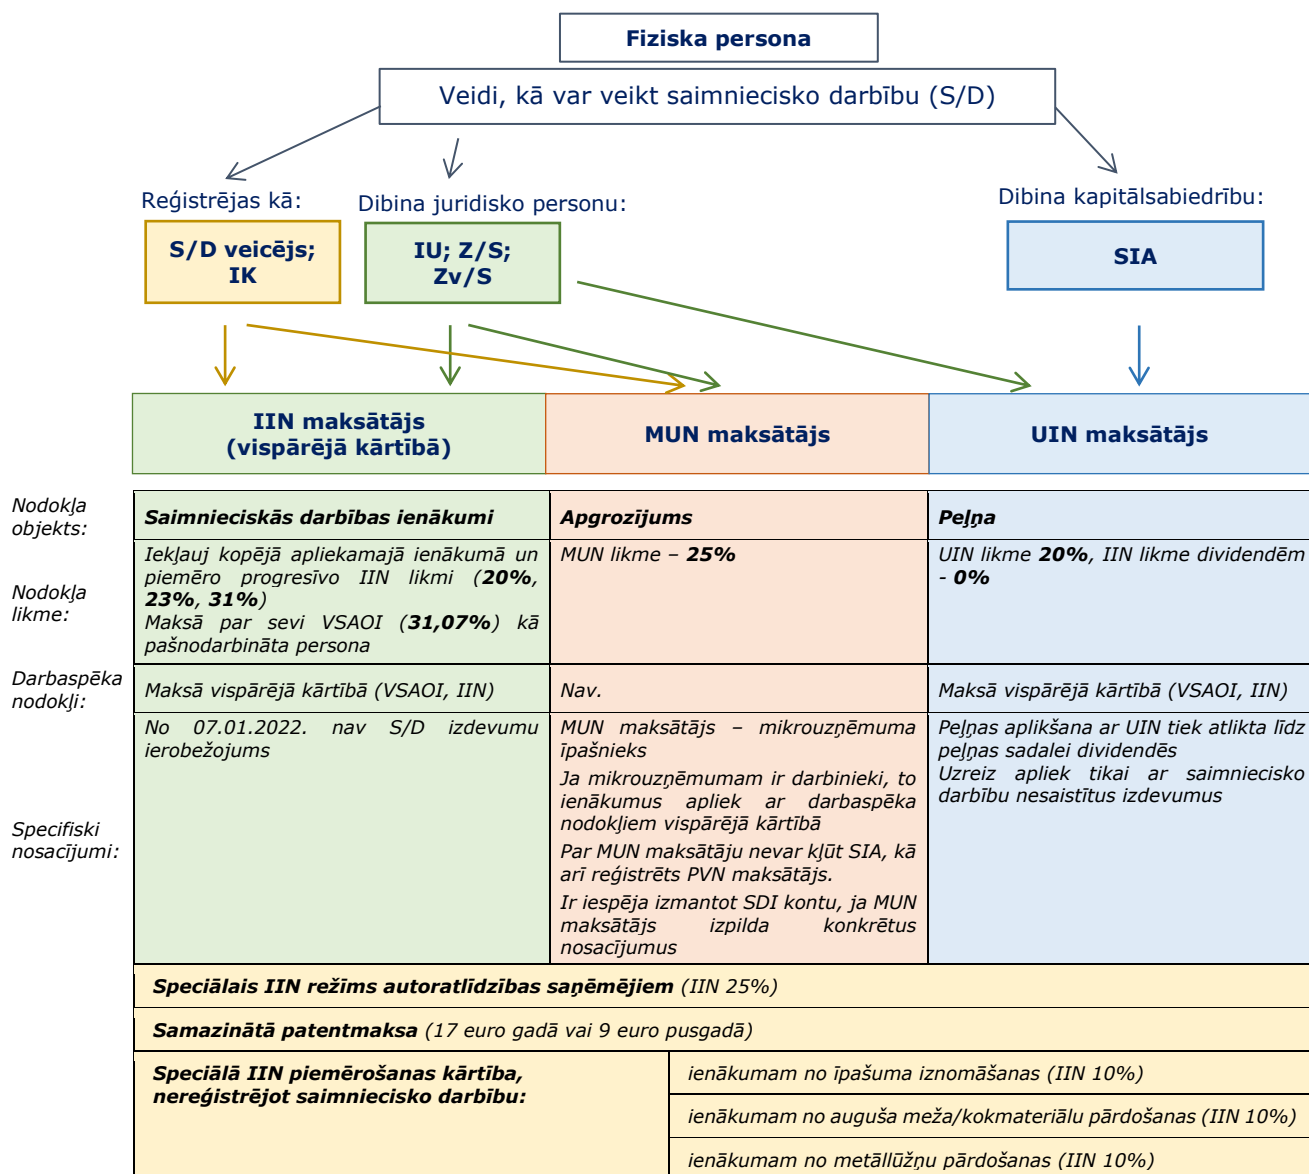 Fiziska persona
Veidi, kā var veikt saimniecisko darbību (S/D)
Reģistrējas kā:
Dibina juridisko personu:
Dibina kapitālsabiedrību:
S/D veicējs;
IK
IU; Z/S;
Zv/S
SIA
IIN maksātājs
(vispārējā kārtībā)
MUN maksātājs
UIN maksātājs
Nodokļa
objekts:
Saimnieciskās darbības ienākumi
Apgrozījums
Peļņa
Nodokļa
likme:
Iekļauj kopējā apliekamajā ienākumā un
piemēro progresīvo IIN likmi (20%,
23%, 31%)
Maksā par sevi VSAOI (31,07%) kā
pašnodarbināta persona
MUN likme – 25%
UIN likme 20%, IIN likme dividendēm
- 0%
Darbaspēka
nodokļi:
Maksā vispārējā kārtībā (VSAOI, IIN)
Nav.
Maksā vispārējā kārtībā (VSAOI, IIN)
Specifiski
nosacījumi:
No 07.01.2022. nav S/D izdevumu
ierobežojums
MUN maksātājs – mikrouzņēmuma
īpašnieks
Ja mikrouzņēmumam ir darbinieki, to
ienākumus apliek ar darbaspēka
nodokļiem vispārējā kārtībā
Par MUN maksātāju nevar kļūt SIA, kā
arī reģistrēts PVN maksātājs.
Ir iespēja izmantot SDI kontu, ja MUN
maksātājs izpilda konkrētus
nosacījumus
Peļņas aplikšana ar UIN tiek atlikta līdz
peļņas sadalei dividendēs
Uzreiz apliek tikai ar saimniecisko
darbību nesaistītus izdevumus
Speciālais IIN režīms autoratlīdzības saņēmējiem (IIN 25%)
Samazinātā patentmaksa (17 euro gadā vai 9 euro pusgadā)
Speciālā IIN piemērošanas kārtība,
nereģistrējot saimniecisko darbību:
ienākumam no īpašuma iznomāšanas (IIN 10%)
ienākumam no auguša meža/kokmateriālu pārdošanas (IIN 10%)
ienākumam no metāllūžņu pārdošanas (IIN 10%)